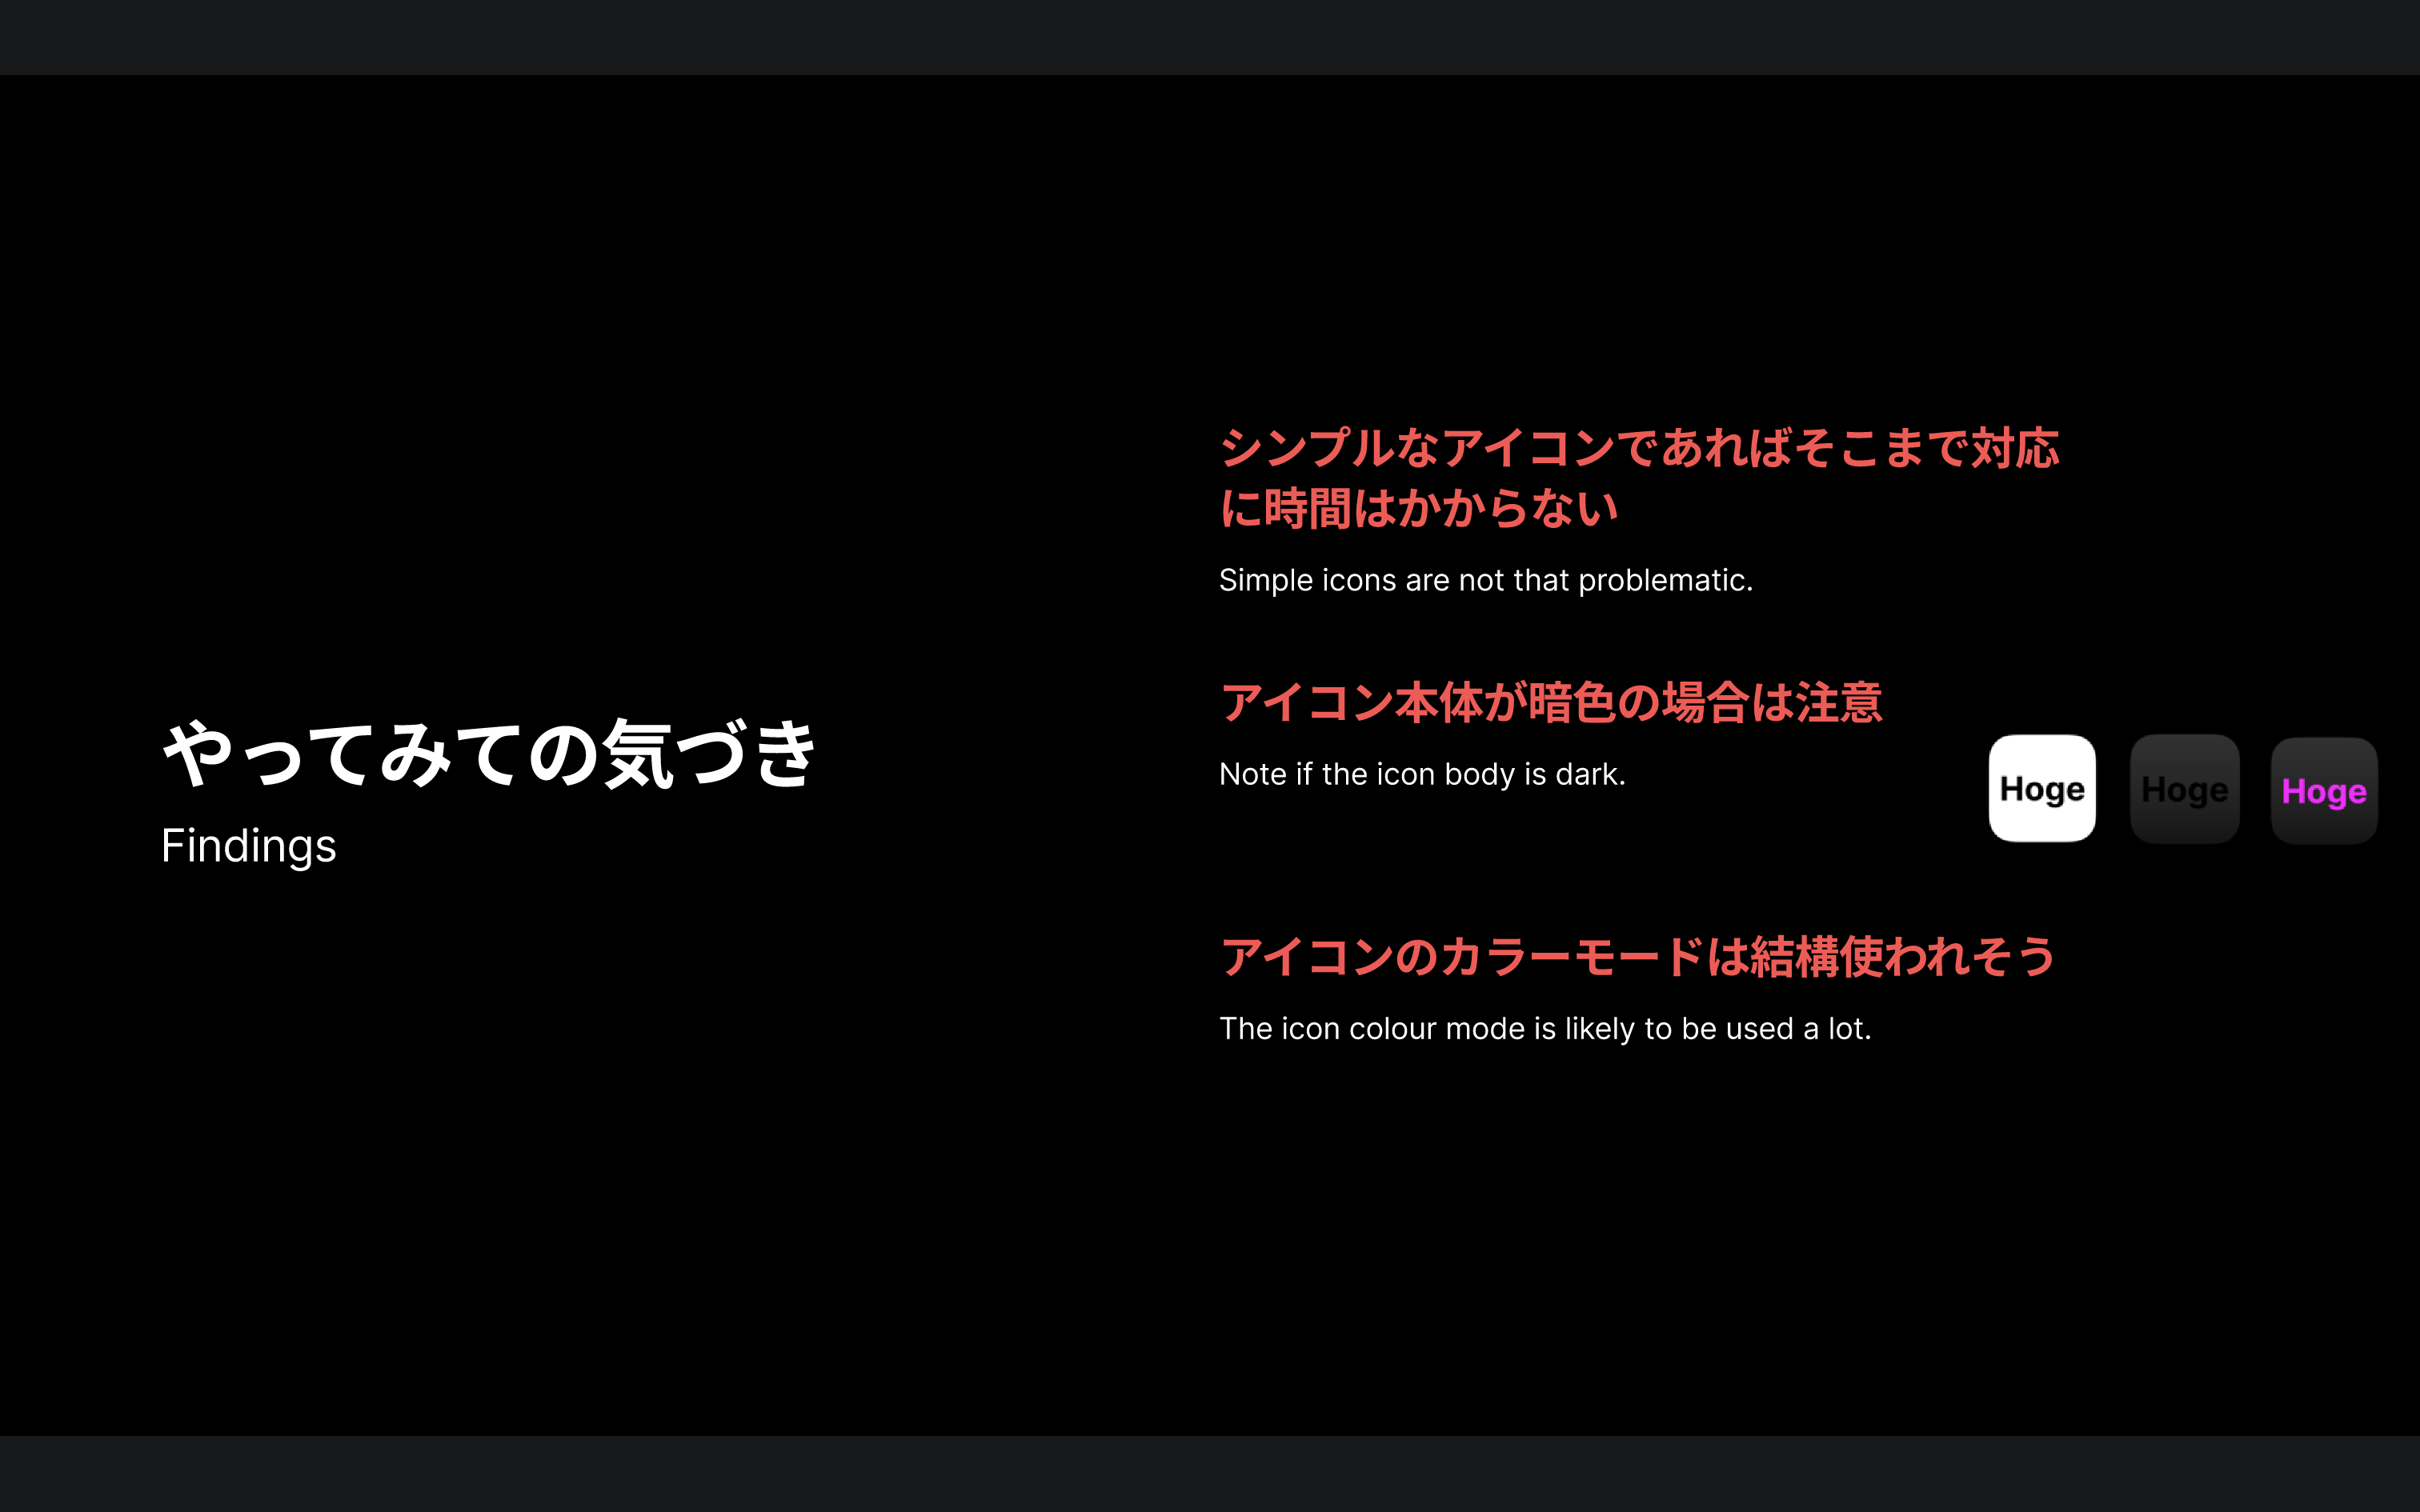 やってみての気づき
Findings
シンプルなアイコンであればそこまで対応
に時間はかからない
Simple icons are not that problematic.
アイコン本体が暗色の場合は注意
Note if the icon body is dark.
Hoge Hoge Hoge
アイコンのカラーモードは結構使われそう
The icon colour mode is likely to be used a lot.